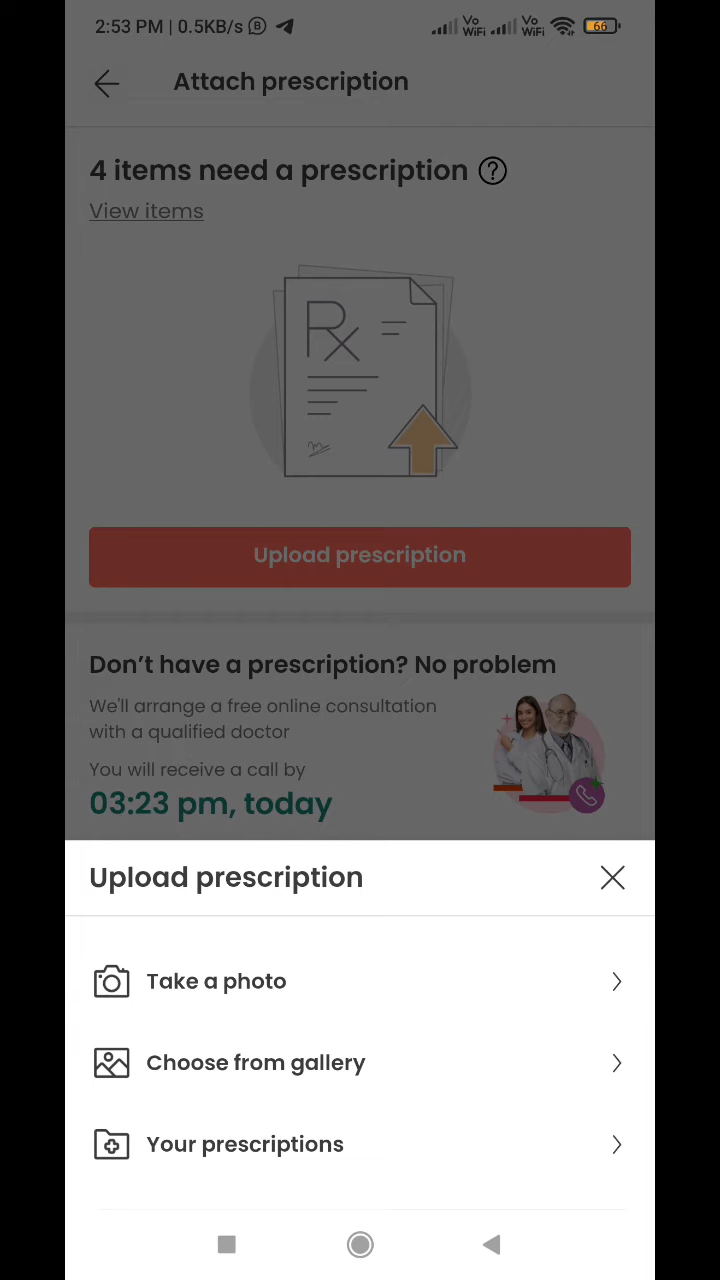 2:53 PM | 0.5KB/s
Vo WiFi Vo WiFi 66
Attach prescription
4 items need a prescription ?
View items
Rx
Upload prescription
Don't have a prescription? No problem
We'll arrange a free online consultation
with a qualified doctor
You will receive a call by
03:23 pm, today
Upload prescription
Take a photo
Choose from gallery
Your prescriptions